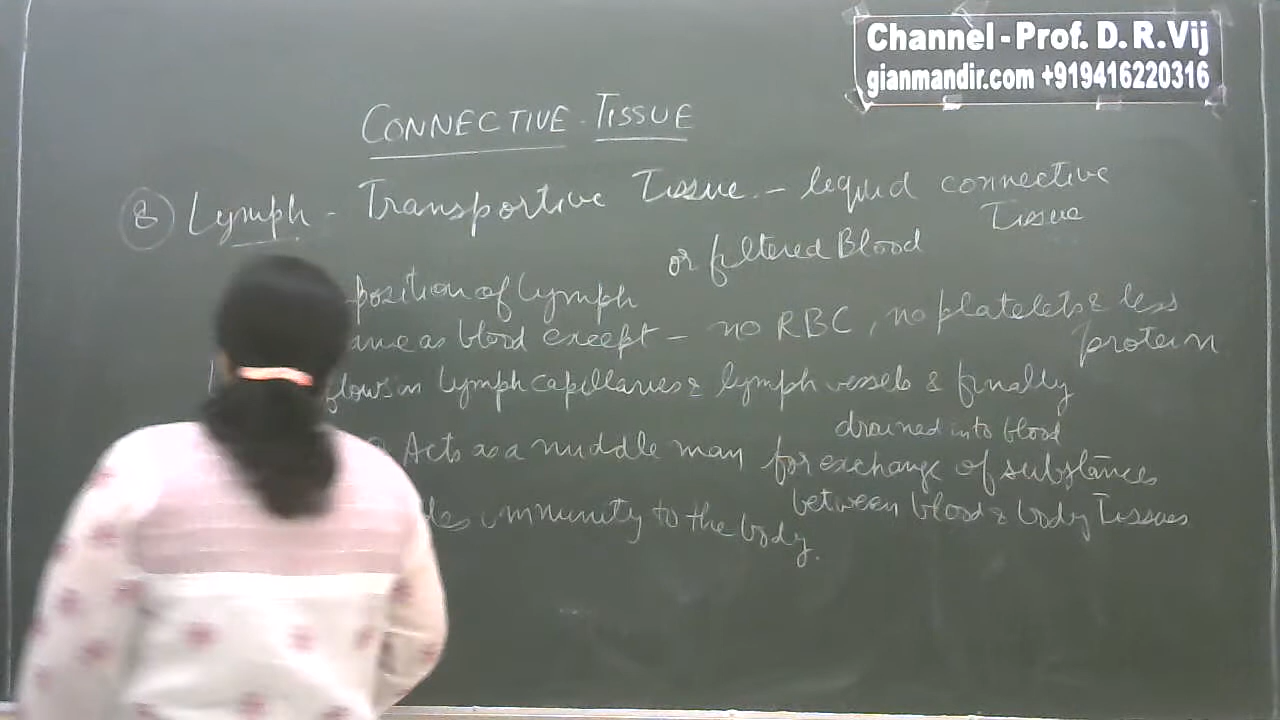 Channel - Prof. D. R. Vij
gianmandir.com +919416220316
CONNECTIVE TISSUE
8 Lymph - Transportive Tissue - lequid connective
Tissue
or filtered Blood
position of lymph
ame as blood except - no RBC, no platelets & less
protein
flows in lymph capillaries & lymph vessels & finally
drained into blood
Acts as a middle man for exchange of substances
between blood & body Tissues
des immunity to the body.